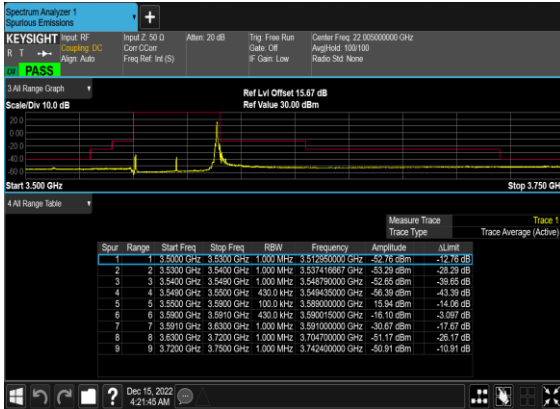 Spectrum Analyzer 1
Spurious Emissions
KEYSIGHT Input: RF Input Z: 50 Ω Atten: 20 dB Trig: Free Run Center Freq: 22.005000000 GHz
R T Coupling: DC Corr CCorr Gate: Off Avg|Hold: 100/100
Align: Auto Freq Ref: Int (S) IF Gain: Low Radio Std: None
PASS
3 All Range Graph
Ref Lvl Offset 15.67 dB
Scale/Div 10.0 dB Ref Value 30.00 dBm
20.0
0.00
-20.0
-40.0
-60.0
Start 3.500 GHz Stop 3.750 GH
4 All Range Table
Measure Trace Trace 1
Trace Type Trace Average (Active)
Spur Range Start Freq Stop Freq RBW Frequency Amplitude ΔLimit
1 1 3.5000 GHz 3.5300 GHz 1.000 MHz 3.512950000 GHz -52.76 dBm -12.76 dB
2 2 3.5300 GHz 3.5400 GHz 1.000 MHz 3.537416667 GHz -53.29 dBm -28.29 dB
3 3 3.5400 GHz 3.5490 GHz 1.000 MHz 3.548790000 GHz -52.65 dBm -39.65 dB
4 4 3.5490 GHz 3.5500 GHz 430.0 kHz 3.549435000 GHz -56.39 dBm -43.39 dB
5 5 3.5500 GHz 3.5900 GHz 100.0 kHz 3.589000000 GHz 15.94 dBm -14.06 dB
6 6 3.5900 GHz 3.5910 GHz 430.0 kHz 3.590015000 GHz -16.10 dBm -3.097 dB
7 7 3.5910 GHz 3.6300 GHz 1.000 MHz 3.591000000 GHz -30.67 dBm -17.67 dB
8 8 3.6300 GHz 3.7200 GHz 1.000 MHz 3.704700000 GHz -51.17 dBm -26.17 dB
9 9 3.7200 GHz 3.7500 GHz 1.000 MHz 3.742400000 GHz -50.91 dBm -10.91 dB
Dec 15, 2022
4:21:45 AM